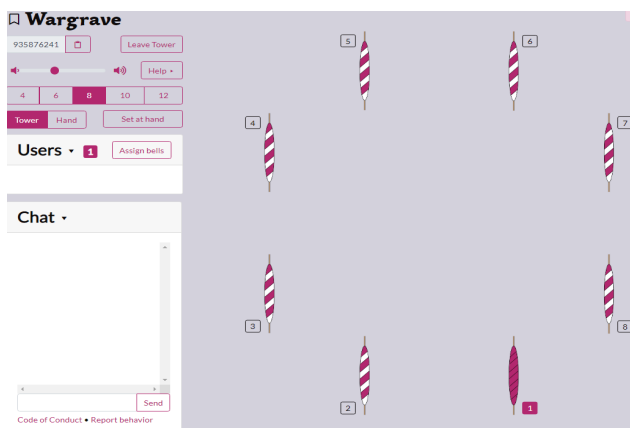 Wargrave
935876241
Leave Tower
Help
4 6 8 10 12
Tower Hand
Set at hand
Users 1
Assign bells
Chat
Send
Code of Conduct • Report behavior
5 6
4 7
3 8
2 1